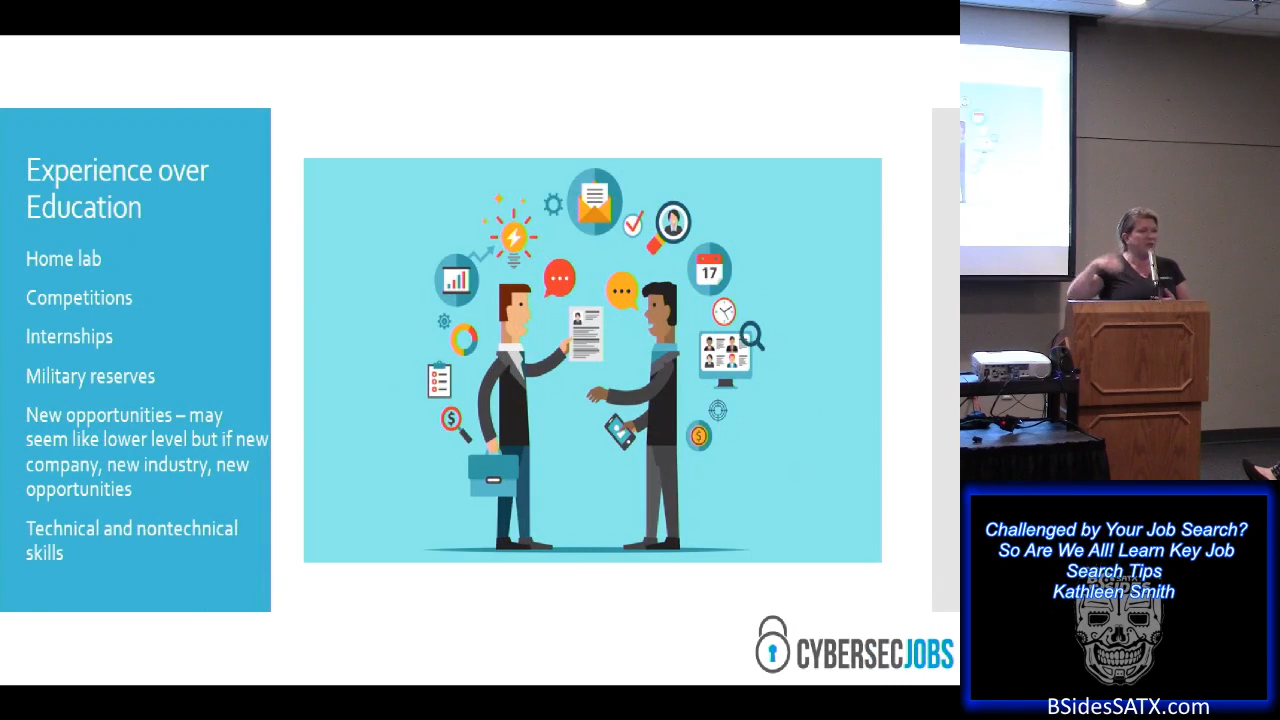 Experience over
Education
Home lab
Competitions
Internships
Military reserves
New opportunities – may
seem like lower level but if new
company, new industry, new
opportunities
Technical and nontechnical
skills
17
CYBERSECJOBS
Challenged by Your Job Search?
So Are We All! Learn Key Job
Search Tips
Kathleen Smith
BSidesSATX.com